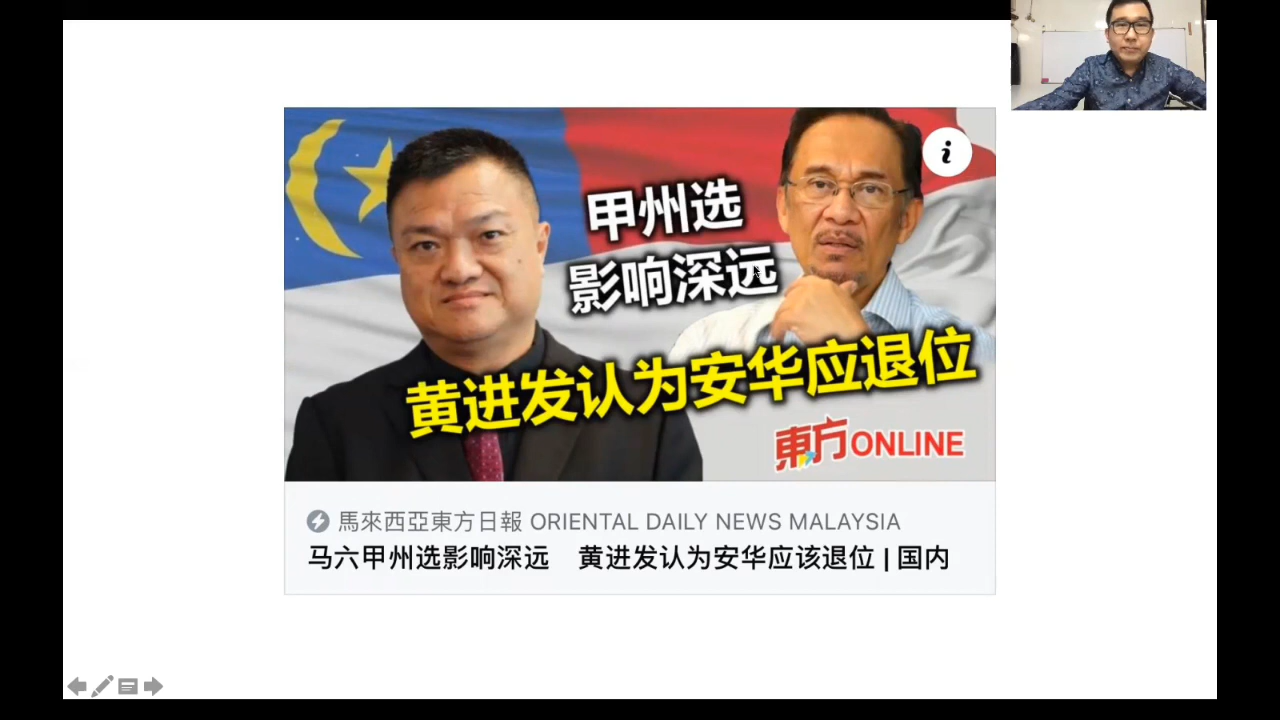 甲州选
影响深远
黄进发认为安华应退位
東方ONLINE
馬來西亞東方日報 ORIENTAL DAILY NEWS MALAYSIA
马六甲州选影响深远 黄进发认为安华应该退位 | 国内